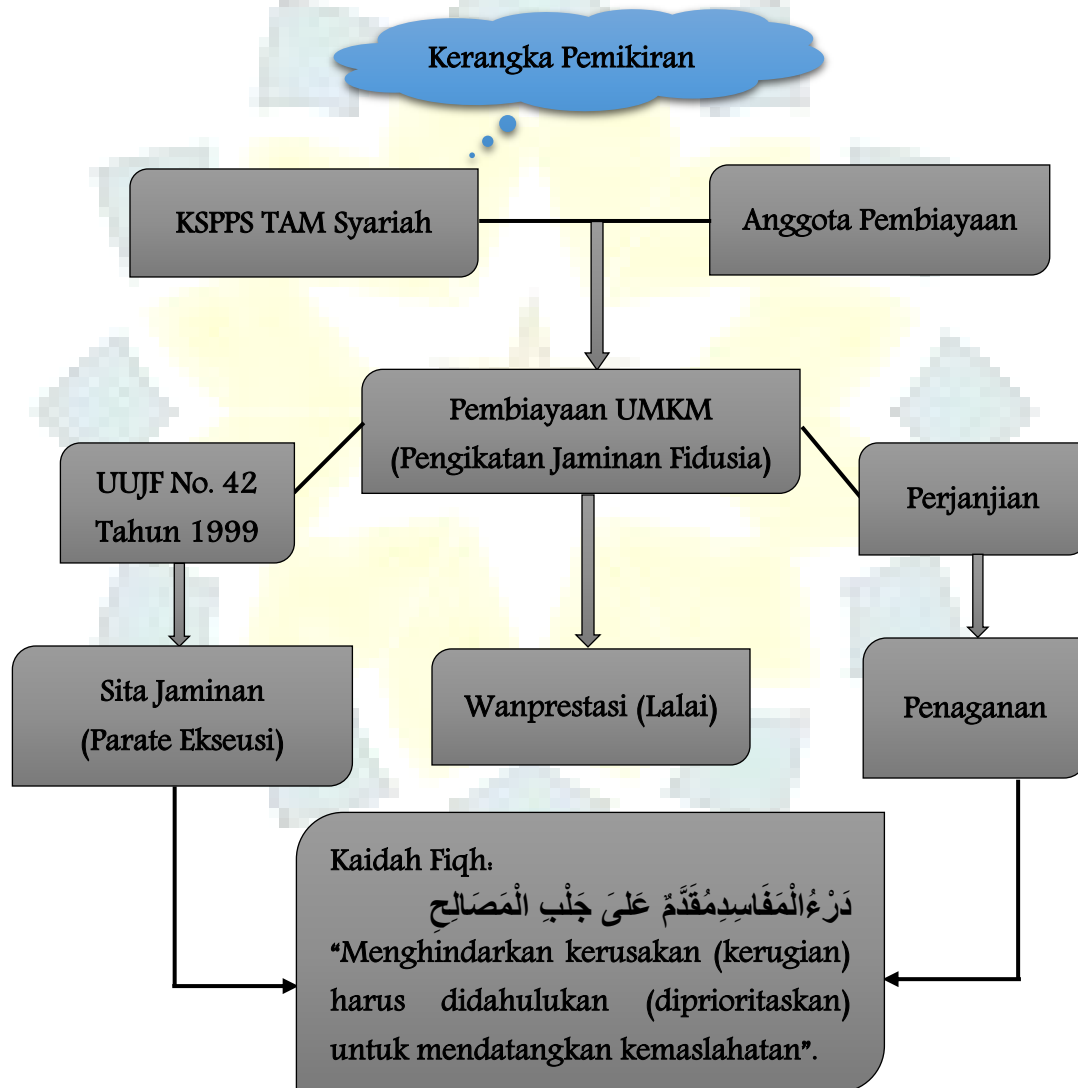 Kerangka Pemikiran
KSPPS TAM Syariah
Anggota Pembiayaan
Pembiayaan UMKM
(Pengikatan Jaminan Fidusia)
UUJF No. 42
Tahun 1999
Perjanjian
Sita Jaminan
(Parate Ekseusi)
Wanprestasi (Lalai)
Penaganan
Kaidah Fiqh:
دَرْءُالْمَفَاسِدِمُقَدَّمٌ عَلىَ جَلْبِ الْمَصَالِحِ
“Menghindarkan kerusakan (kerugian)
harus didahulukan (diprioritaskan)
untuk mendatangkan kemaslahatan”.